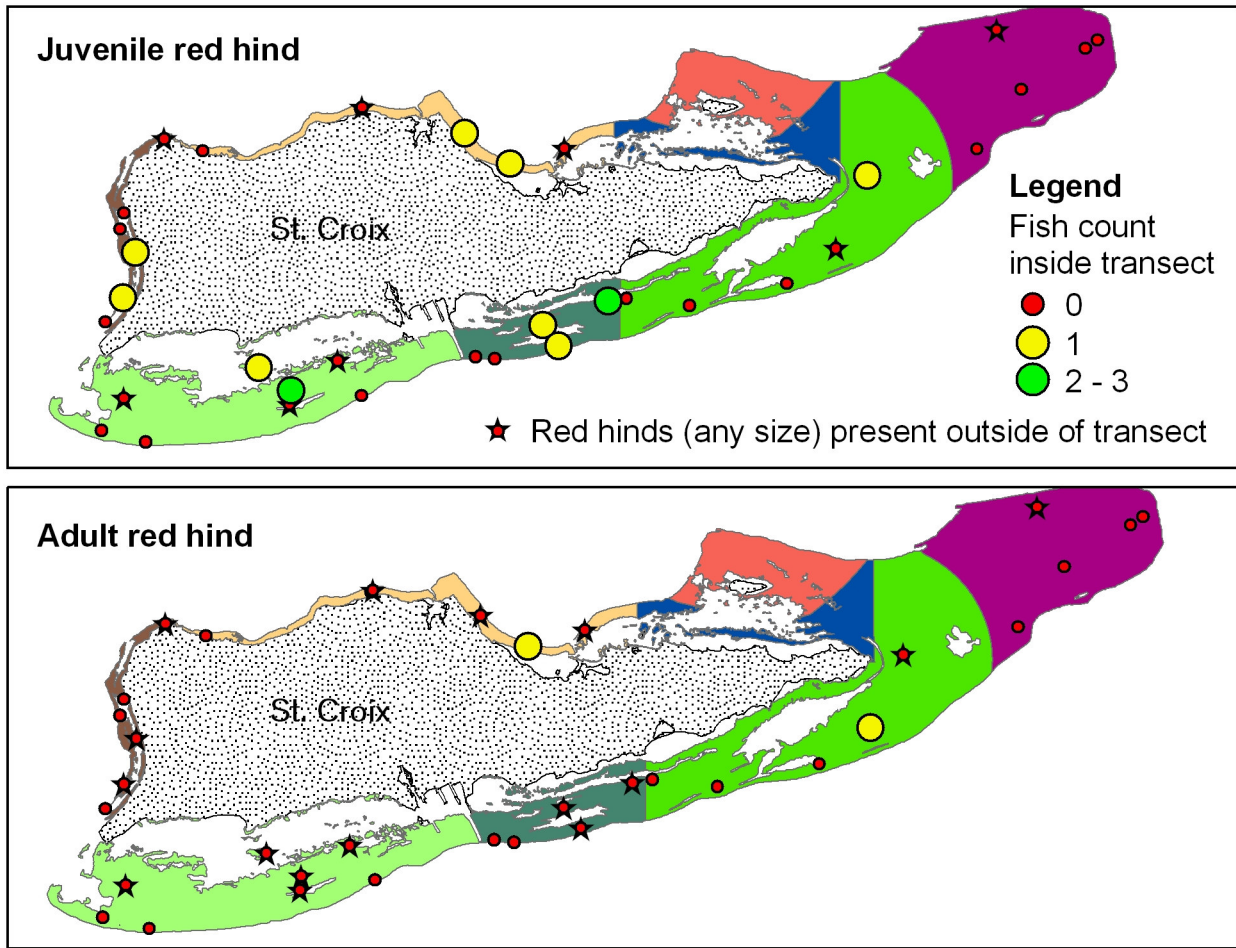 Juvenile red hind
St. Croix
Legend
Fish count
inside transect
0
1
2 - 3
Red hinds (any size) present outside of transect
Adult red hind
St. Croix